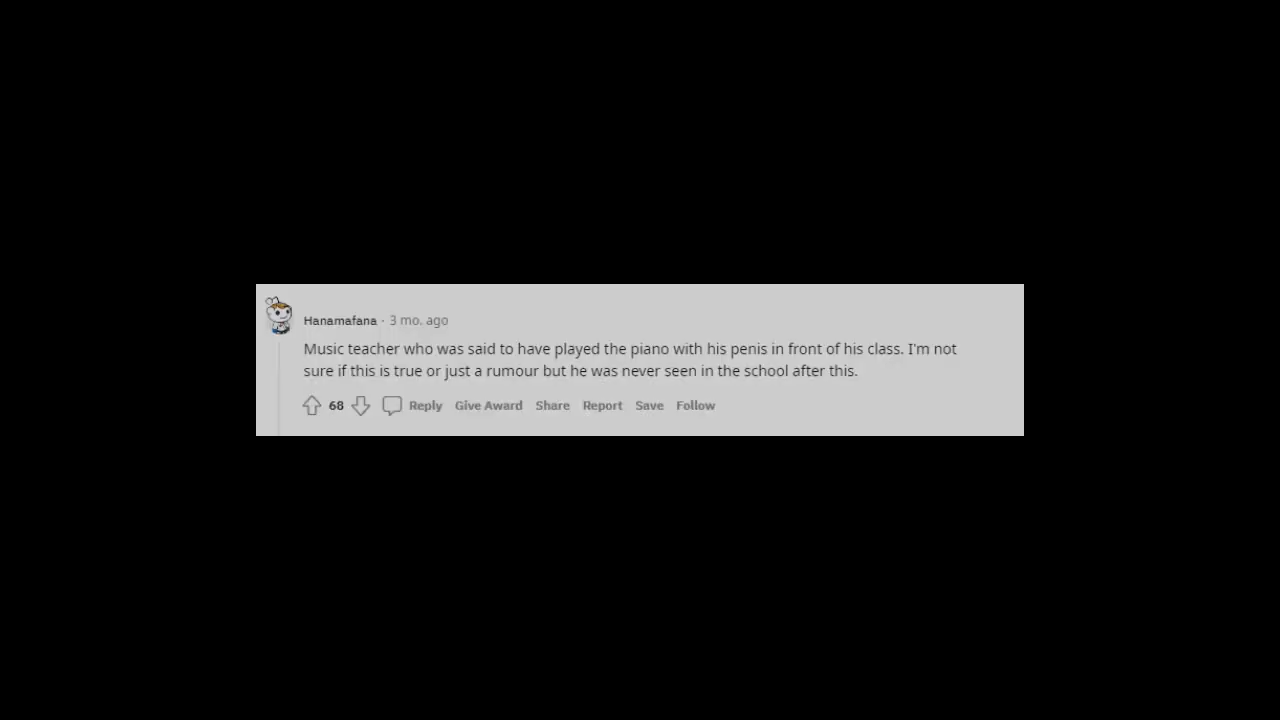 Hanamafana · 3 mo. ago
Music teacher who was said to have played the piano with his penis in front of his class. I'm not
sure if this is true or just a rumour but he was never seen in the school after this.
68 Reply Give Award Share Report Save Follow